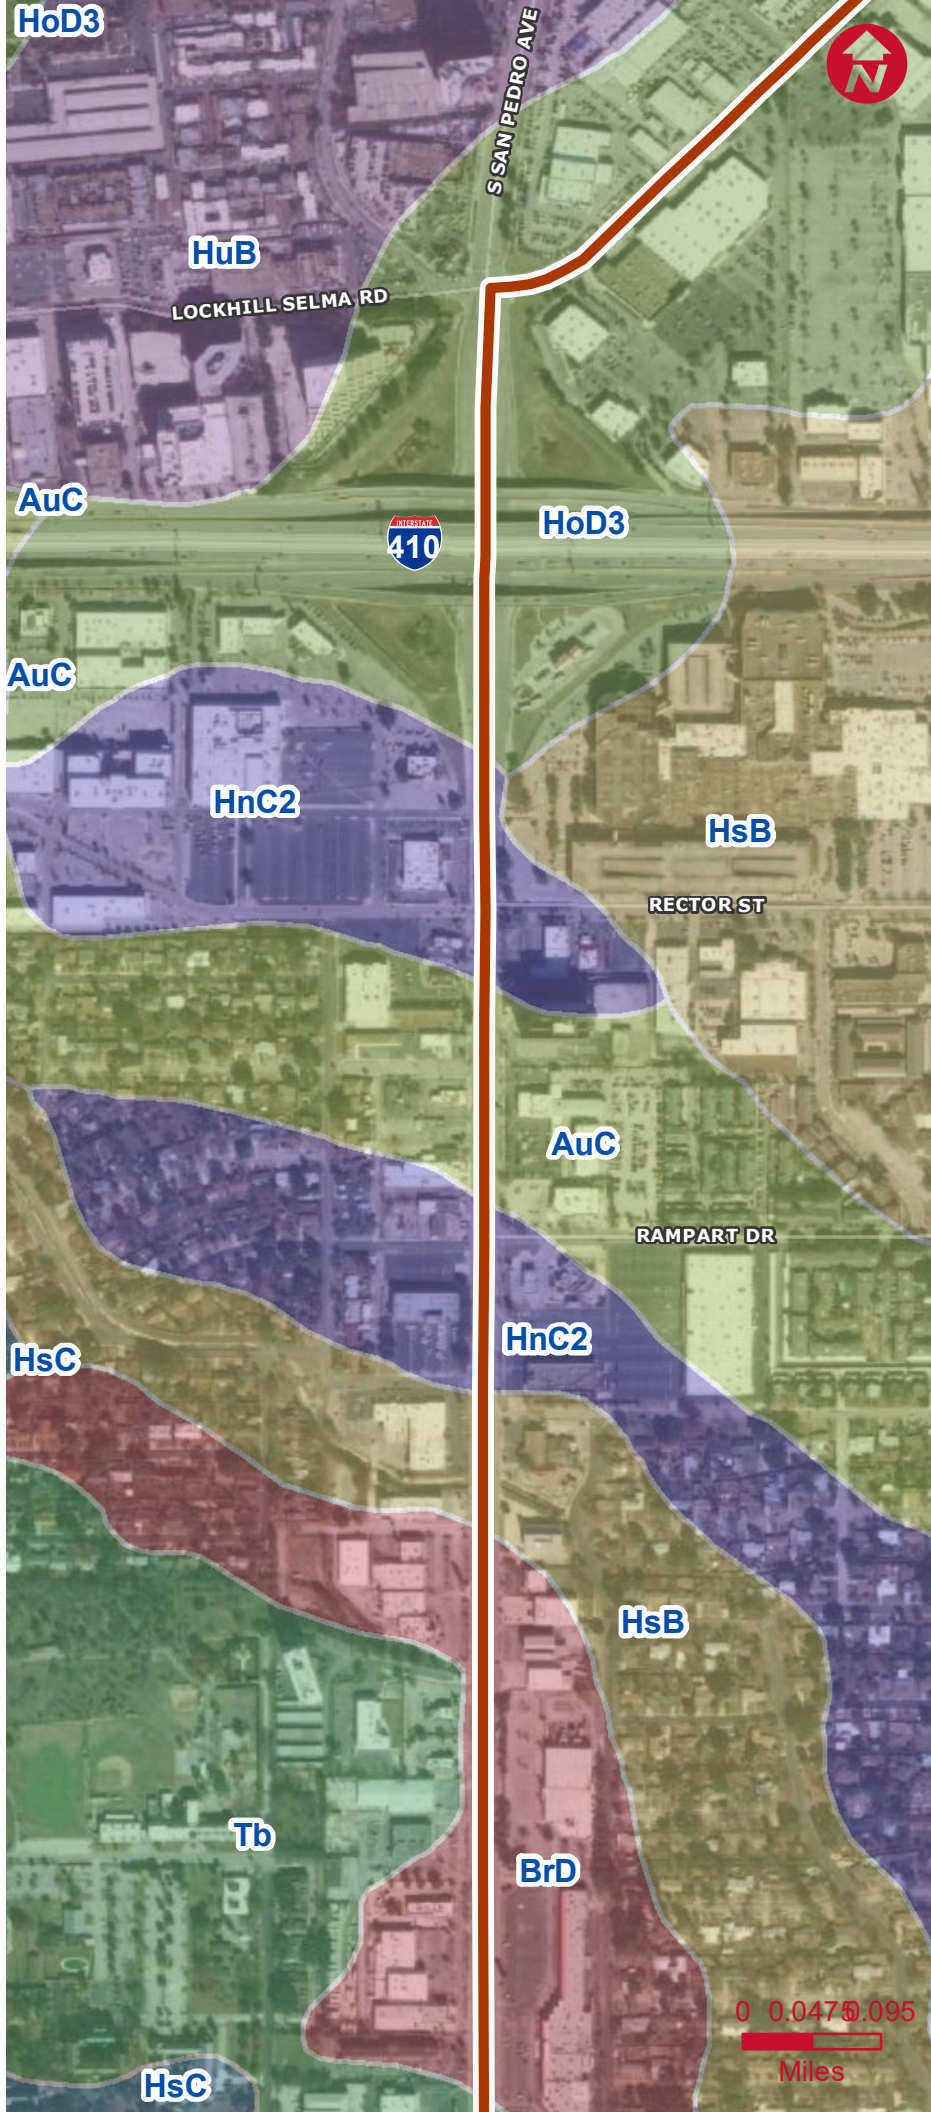 HoD3
S SAN PEDRO AVE
N
HuB
LOCKHILL SELMA RD
AuC
HoD3
INTERSTATE
410
AuC
HnC2
HsB
RECTOR ST
AuC
RAMPART DR
HnC2
HsC
HsB
Tb
BrD
0 0.0475 0.095
Miles
HsC